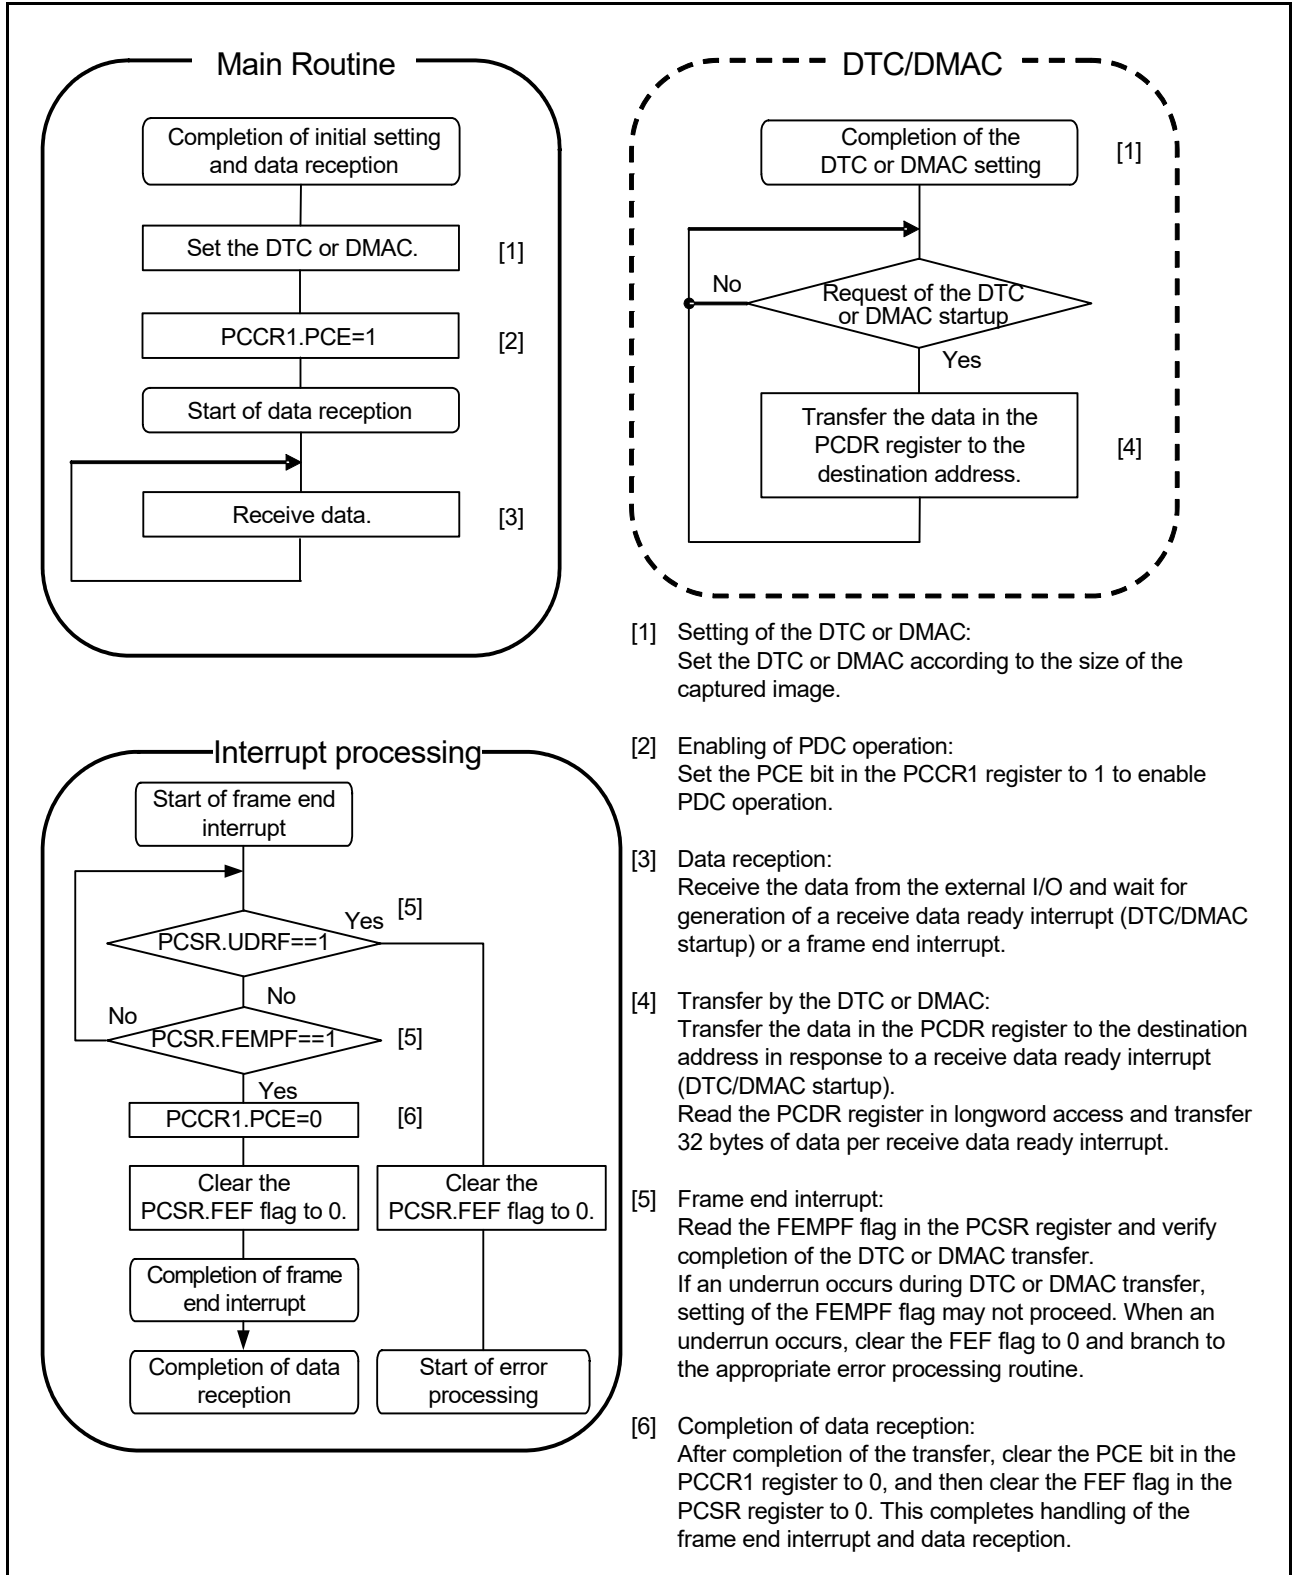 Main Routine
Completion of initial setting
and data reception
Set the DTC or DMAC.
[1]
PCCR1.PCE=1
[2]
Start of data reception
Receive data.
[3]
DTC/DMAC
Completion of the
DTC or DMAC setting
[1]
No
Request of the DTC
or DMAC startup
Yes
Transfer the data in the
PCDR register to the
destination address.
[4]
Interrupt processing
Start of frame end
interrupt
Yes
[5]
PCSR.UDRF==1
No
No
PCSR.FEMPF==1
[5]
Yes
PCCR1.PCE=0
[6]
Clear the
PCSR.FEF flag to 0.
Clear the
PCSR.FEF flag to 0.
Completion of frame
end interrupt
Completion of data
reception
Start of error
processing
[1] Setting of the DTC or DMAC:
Set the DTC or DMAC according to the size of the
captured image.
[2] Enabling of PDC operation:
Set the PCE bit in the PCCR1 register to 1 to enable
PDC operation.
[3] Data reception:
Receive the data from the external I/O and wait for
generation of a receive data ready interrupt (DTC/DMAC
startup) or a frame end interrupt.
[4] Transfer by the DTC or DMAC:
Transfer the data in the PCDR register to the destination
address in response to a receive data ready interrupt
(DTC/DMAC startup).
Read the PCDR register in longword access and transfer
32 bytes of data per receive data ready interrupt.
[5] Frame end interrupt:
Read the FEMPF flag in the PCSR register and verify
completion of the DTC or DMAC transfer.
If an underrun occurs during DTC or DMAC transfer,
setting of the FEMPF flag may not proceed. When an
underrun occurs, clear the FEF flag to 0 and branch to
the appropriate error processing routine.
[6] Completion of data reception:
After completion of the transfer, clear the PCE bit in the
PCCR1 register to 0, and then clear the FEF flag in the
PCSR register to 0. This completes handling of the
frame end interrupt and data reception.